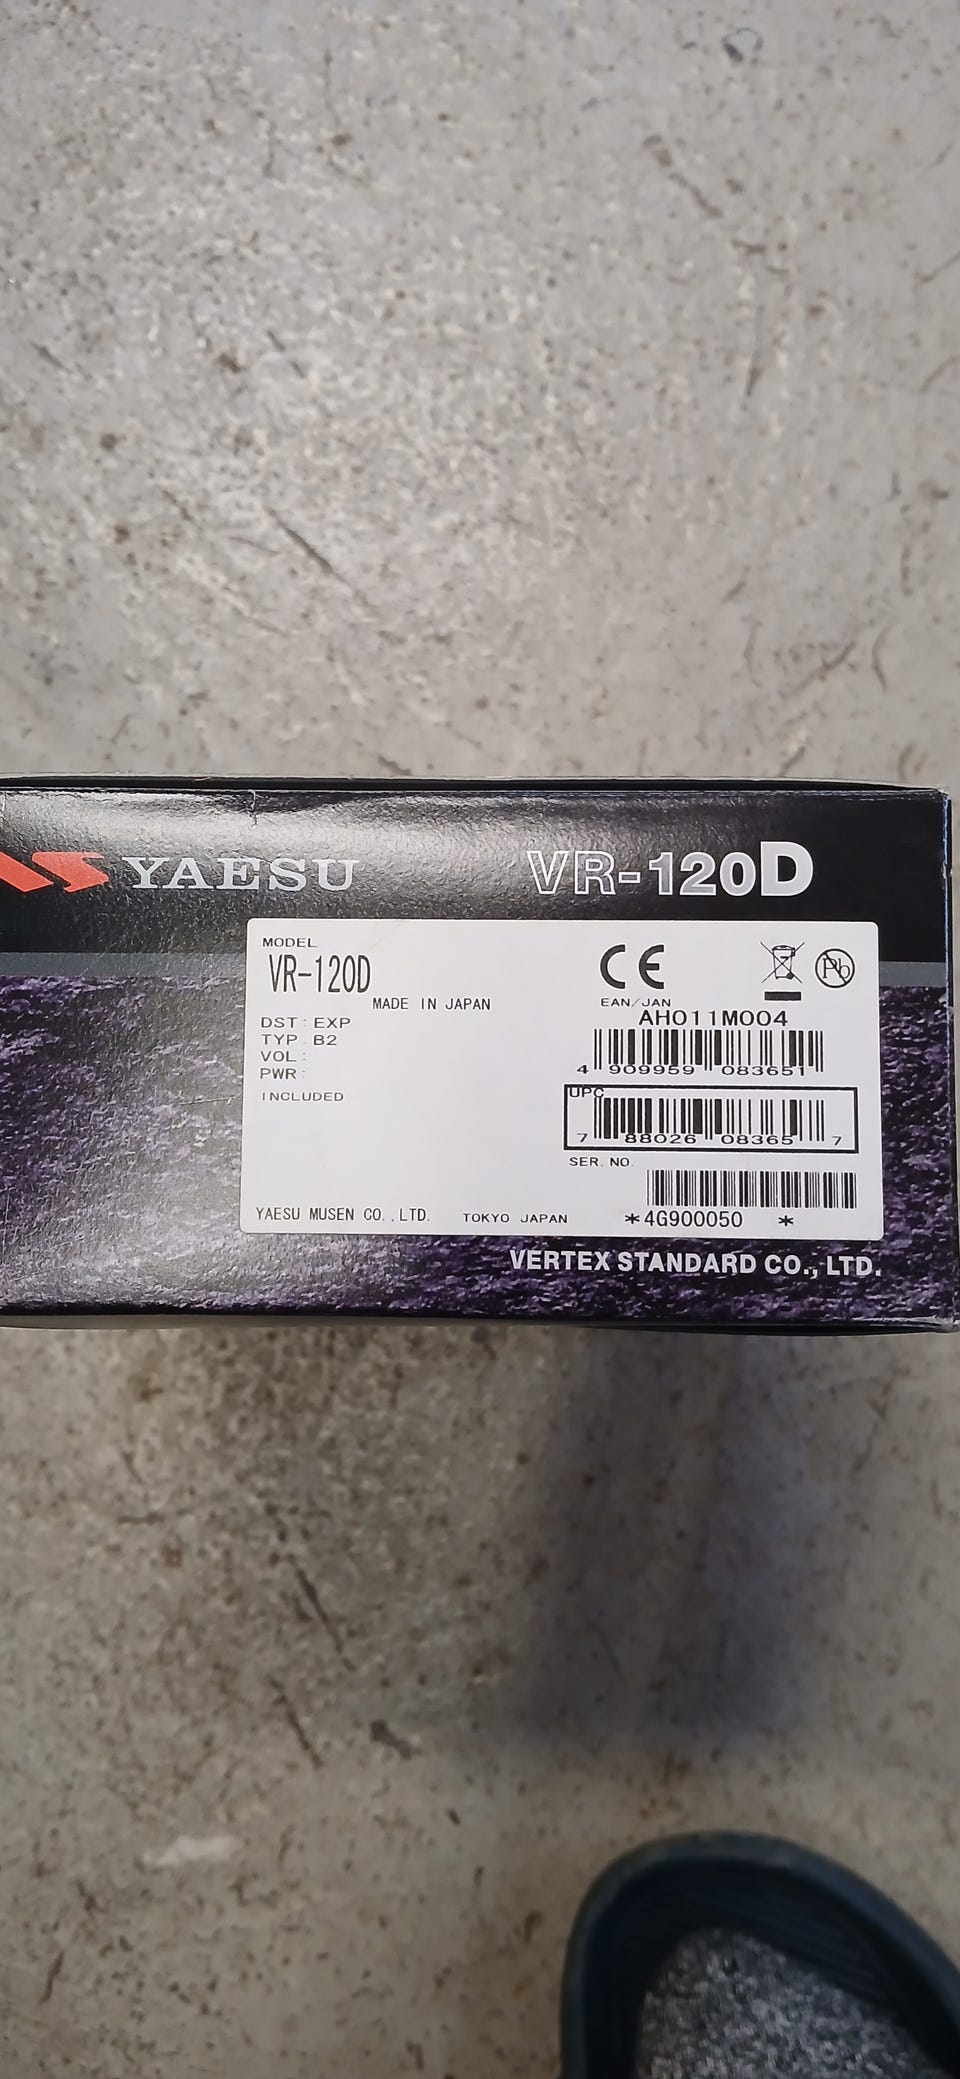 YAESU VR-120D
MODEL
VR-120D
MADE IN JAPAN
DST : EXP
TYP : B2
VOL :
PWR :
INCLUDED
CE
Pb
EAN/JAN
AH011M004
4 909959 083651
UPC
7 88026 08365 7
SER. NO.
*4G900050 *
YAESU MUSEN CO.,LTD. TOKYO JAPAN
VERTEX STANDARD CO., LTD.